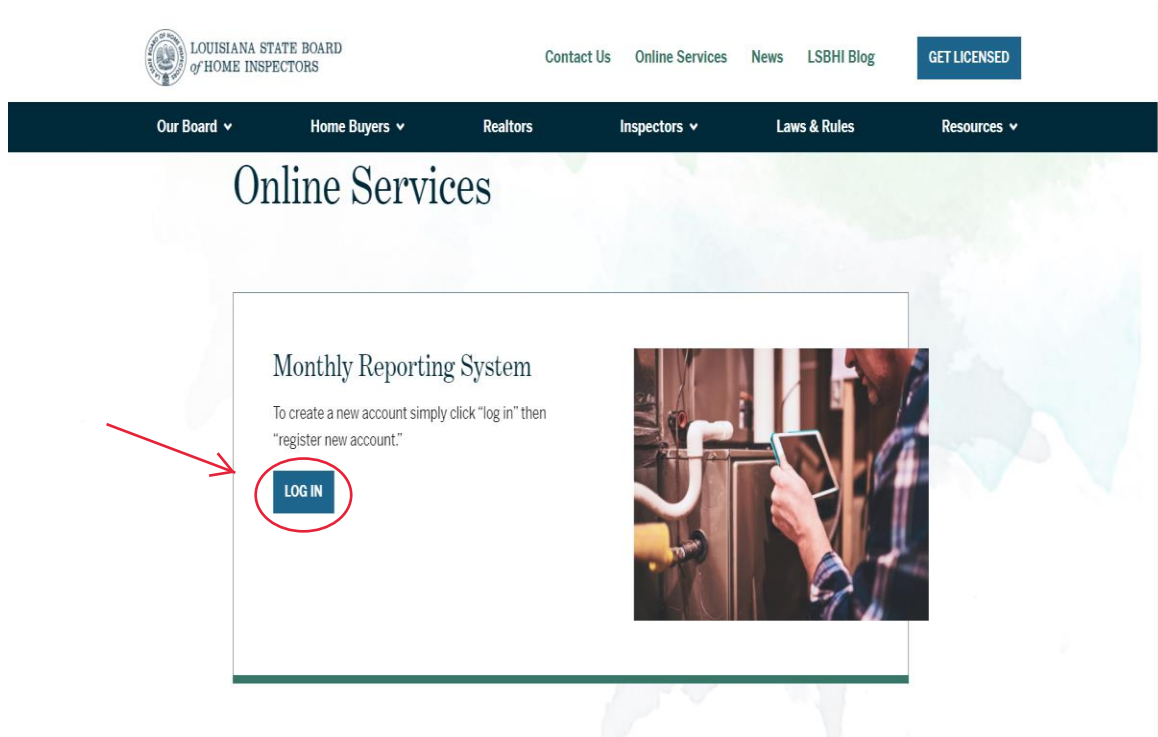 LOUISIANA STATE BOARD
of HOME INSPECTORS
Contact Us Online Services News LSBHI Blog GET LICENSED
Our Board Home Buyers Realtors Inspectors Laws & Rules Resources
Online Services
Monthly Reporting System
To create a new account simply click “log in” then
“register new account.”
LOG IN